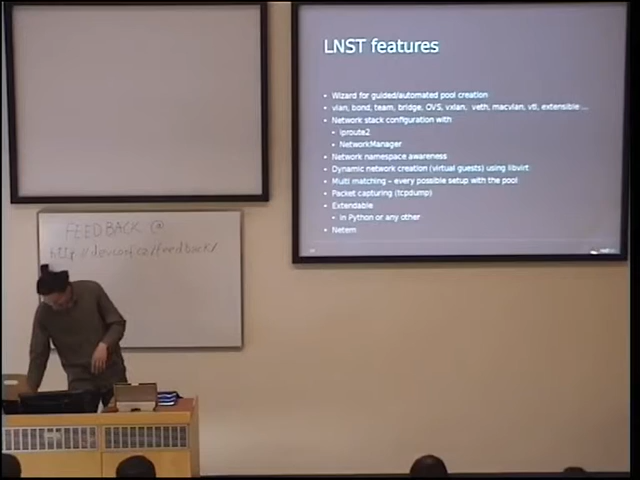 LNST features
• Wizard for guided/automated pool creation
• vlan, bond, team, bridge, OVS, vxlan, veth, macvlan, vti, extensible ...
• Network stack configuration with
• iproute2
• NetworkManager
• Network namespace awareness
• Dynamic network creation (virtual guests) using libvirt
• Multi matching – every possible setup with the pool
• Packet capturing (tcpdump)
• Extendable
• in Python or any other
• Netem
FEEDBACK @
http://devconf.cz/feedback/